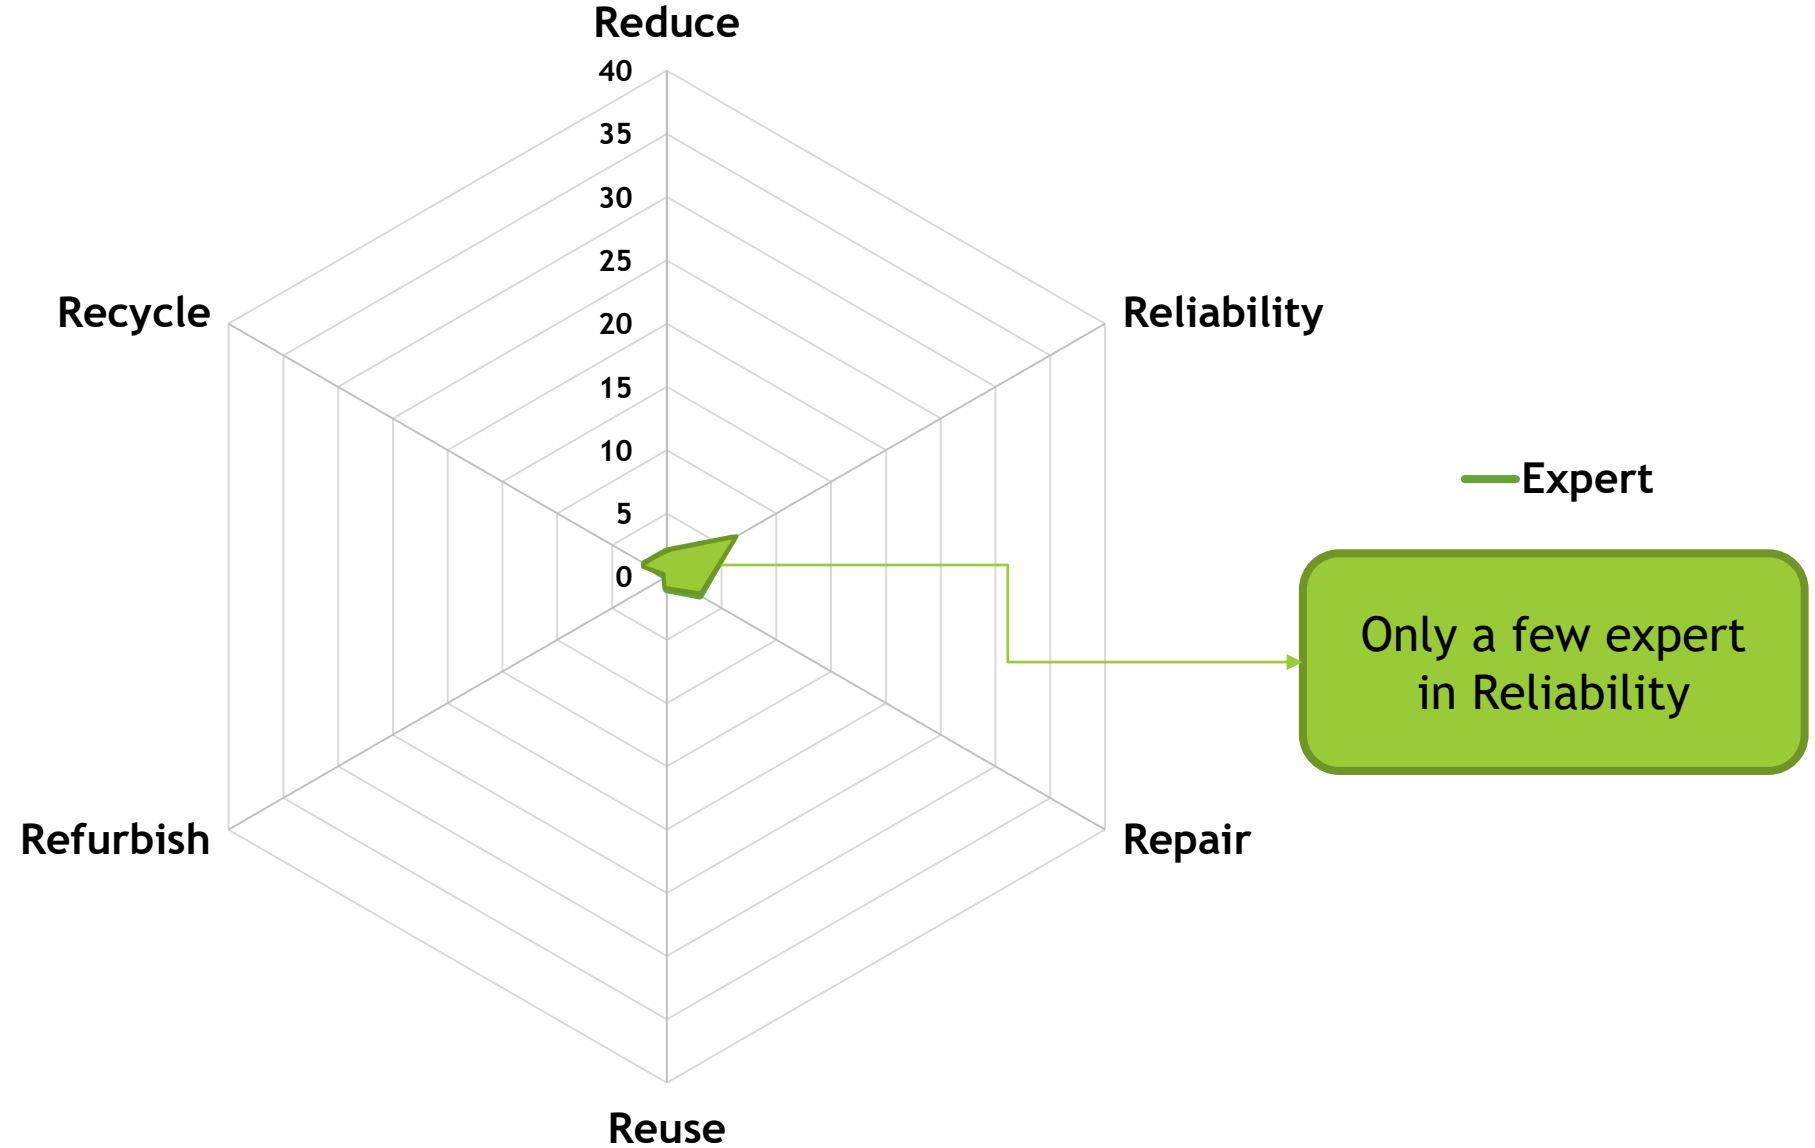 Reduce
40
35
30
25
20
15
10
5
0
Recycle
Reliability
Expert
Only a few expert
in Reliability
Refurbish
Repair
Reuse